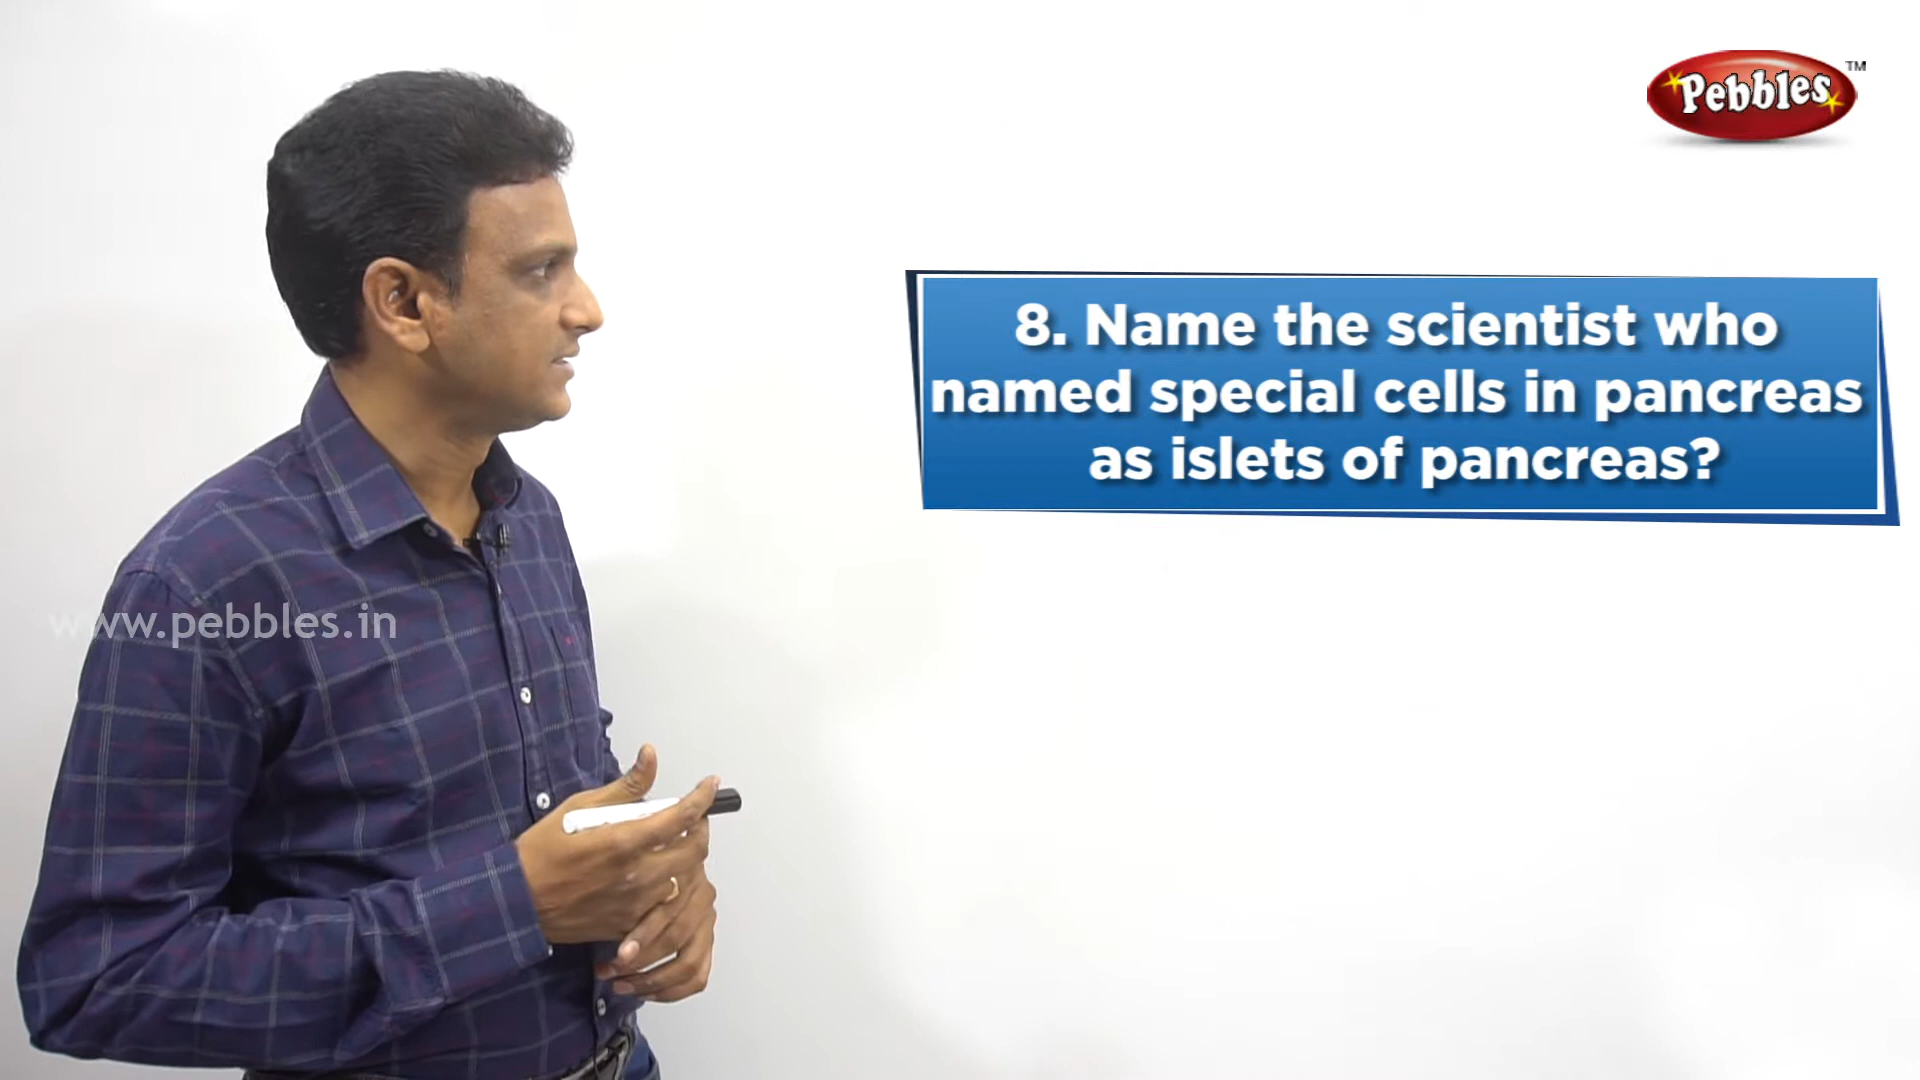 Pebbles TM
8. Name the scientist who
named special cells in pancreas
as islets of pancreas?
www.pebbles.in